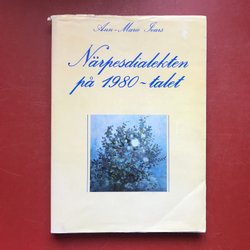 Ann-Marie Ivars
Närpesdialekten
på 1980-talet